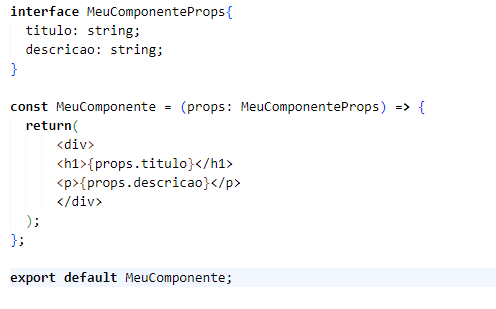 interface MeuComponenteProps{
  titulo: string;
  descricao: string;
}

const MeuComponente = (props: MeuComponenteProps) => {
  return(
      <div>
      <h1>{props.titulo}</h1>
      <p>{props.descricao}</p>
      </div>
  );
};

export default MeuComponente;